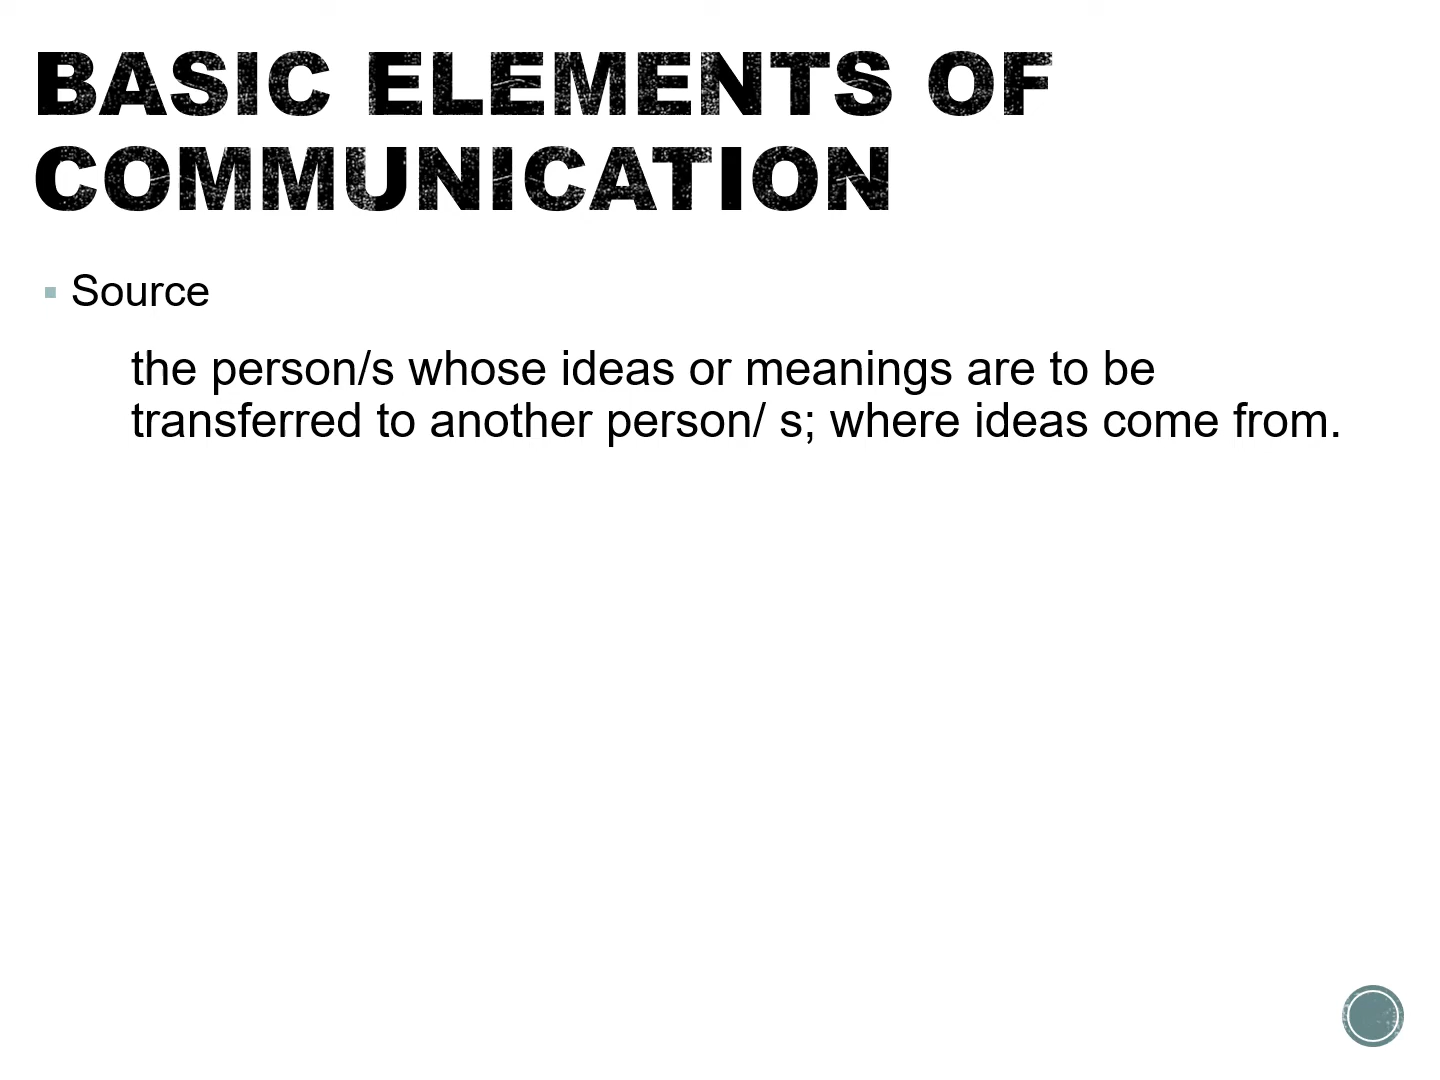 BASIC ELEMENTS OF
COMMUNICATION
▪ Source
the person/s whose ideas or meanings are to be
transferred to another person/ s; where ideas come from.